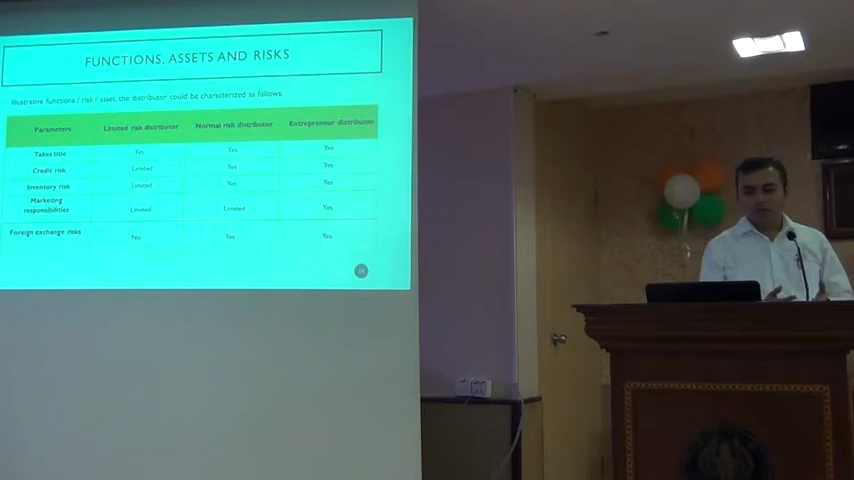 FUNCTIONS, ASSETS AND RISKS
Illustrative functions / risk / asset, the distributor could be characterized as follows.
Parameters Limited risk distributor Normal risk distributor Entrepreneur distributor
Takes title Yes Yes Yes
Credit risk Limited Yes Yes
Inventory risk Limited Yes Yes
Marketing
responsibilities Limited Limited Yes
Foreign exchange risks No Yes Yes